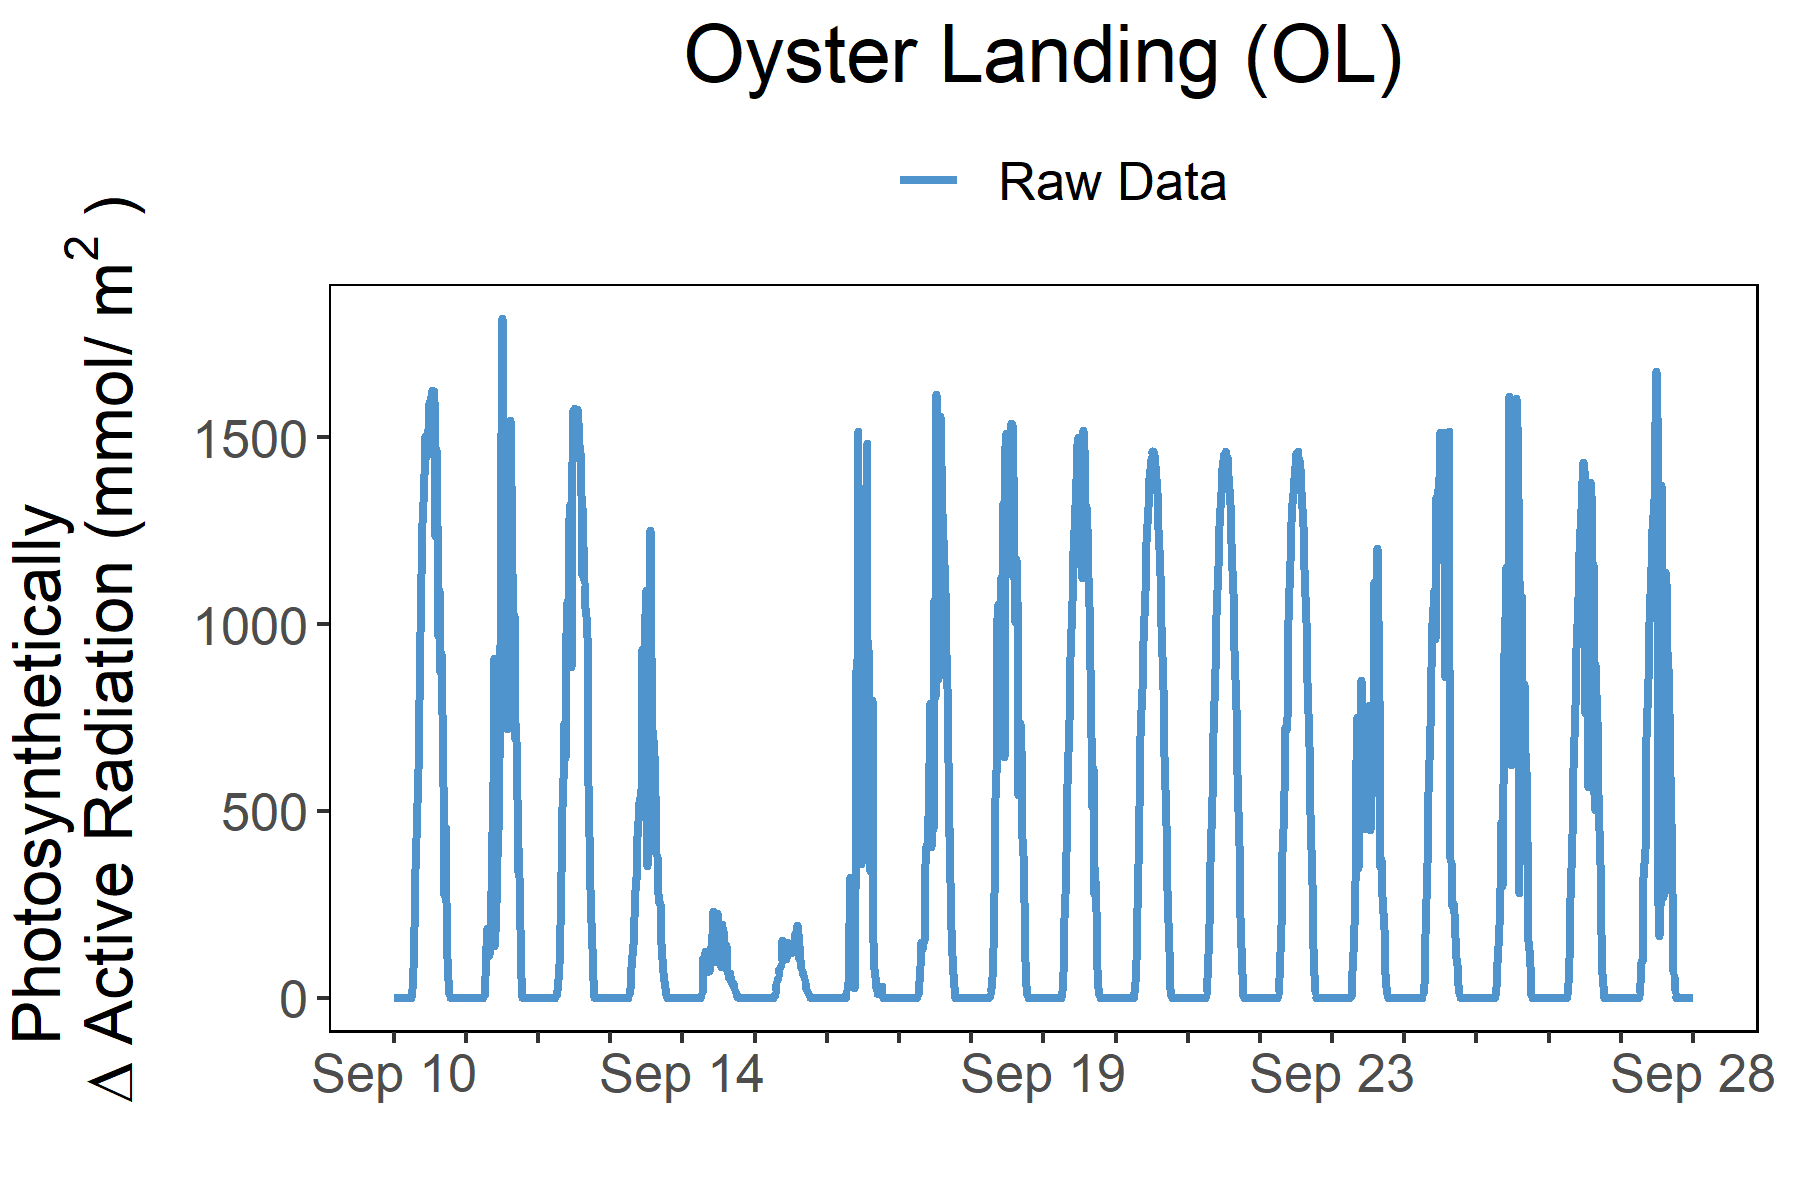 Oyster Landing (OL)
Raw Data
Photosynthetically
Δ Active Radiation (mmol/ m² )
1500
1000
500
0
Sep 10 Sep 14 Sep 19 Sep 23 Sep 28